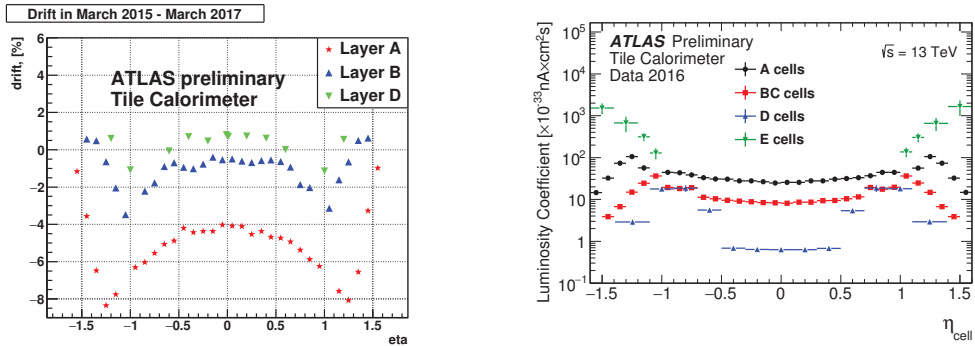 Drift in March 2015 - March 2017
drift, [%]
6
4
2
0
−2
−4
−6
−8
ATLAS preliminary
Tile Calorimeter
Layer A
Layer B
Layer D
−1.5 −1 −0.5 0 0.5 1 1.5
eta
Luminosity Coefficient [×10⁻³³nA×cm²s]
10⁵
10⁴
10³
10²
10
1
10⁻¹
ATLAS Preliminary
Tile Calorimeter
Data 2016
√s = 13 TeV
A cells
BC cells
D cells
E cells
−1.5 −1 −0.5 0 0.5 1 1.5
η cell